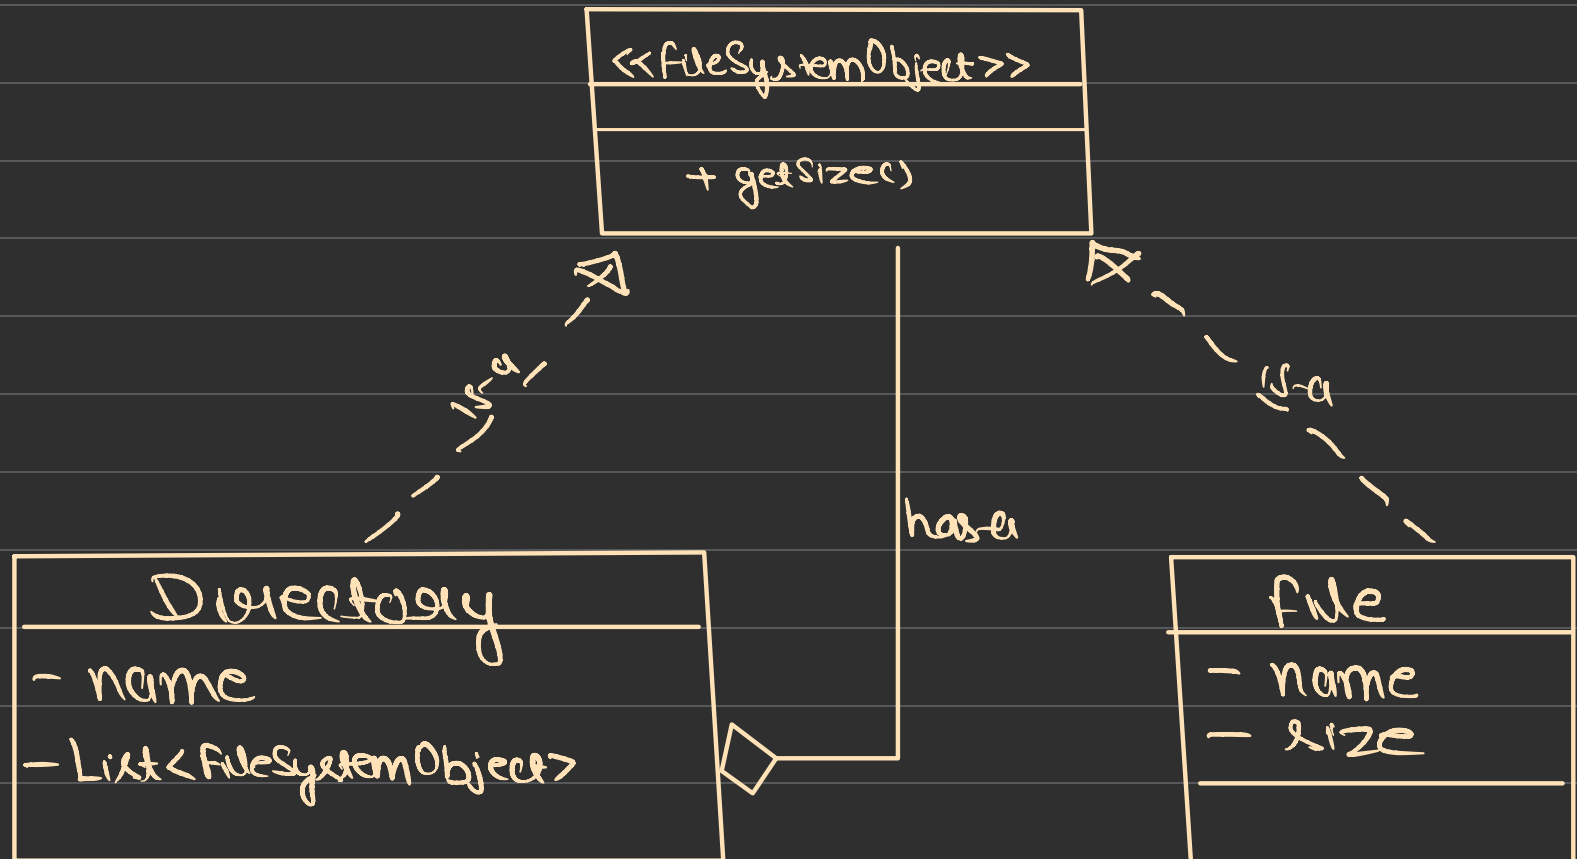 <<FileSystemObject>>
+ getSize()
is-a
is-a
has-a
Directory
- name
- List<FileSystemObject>
File
- name
- size